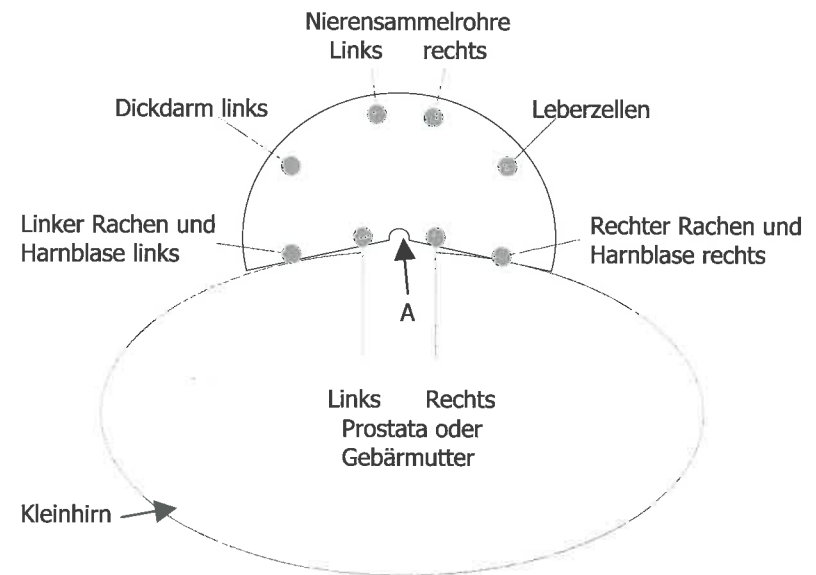 Nierensammelrohre
Links rechts
Dickdarm links
Leberzellen
Linker Rachen und
Harnblase links
Rechter Rachen und
Harnblase rechts
A
Links Rechts
Prostata oder
Gebärmutter
Kleinhirn